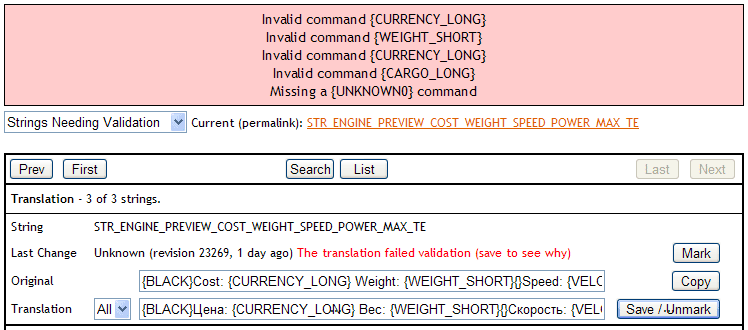 Invalid command {CURRENCY_LONG}
Invalid command {WEIGHT_SHORT}
Invalid command {CURRENCY_LONG}
Invalid command {CARGO_LONG}
Missing a {UNKNOWN0} command
Strings Needing Validation Current (permalink): STR_ENGINE_PREVIEW_COST_WEIGHT_SPEED_POWER_MAX_TE
Prev First Search List Last Next
Translation - 3 of 3 strings.
String STR_ENGINE_PREVIEW_COST_WEIGHT_SPEED_POWER_MAX_TE
Last Change Unknown (revision 23269, 1 day ago) The translation failed validation (save to see why) Mark
Original {BLACK}Cost: {CURRENCY_LONG} Weight: {WEIGHT_SHORT}{}Speed: {VELO Copy
Translation All {BLACK}Цена: {CURRENCY_LONG} Вес: {WEIGHT_SHORT}{}Скорость: {VELO Save / Unmark